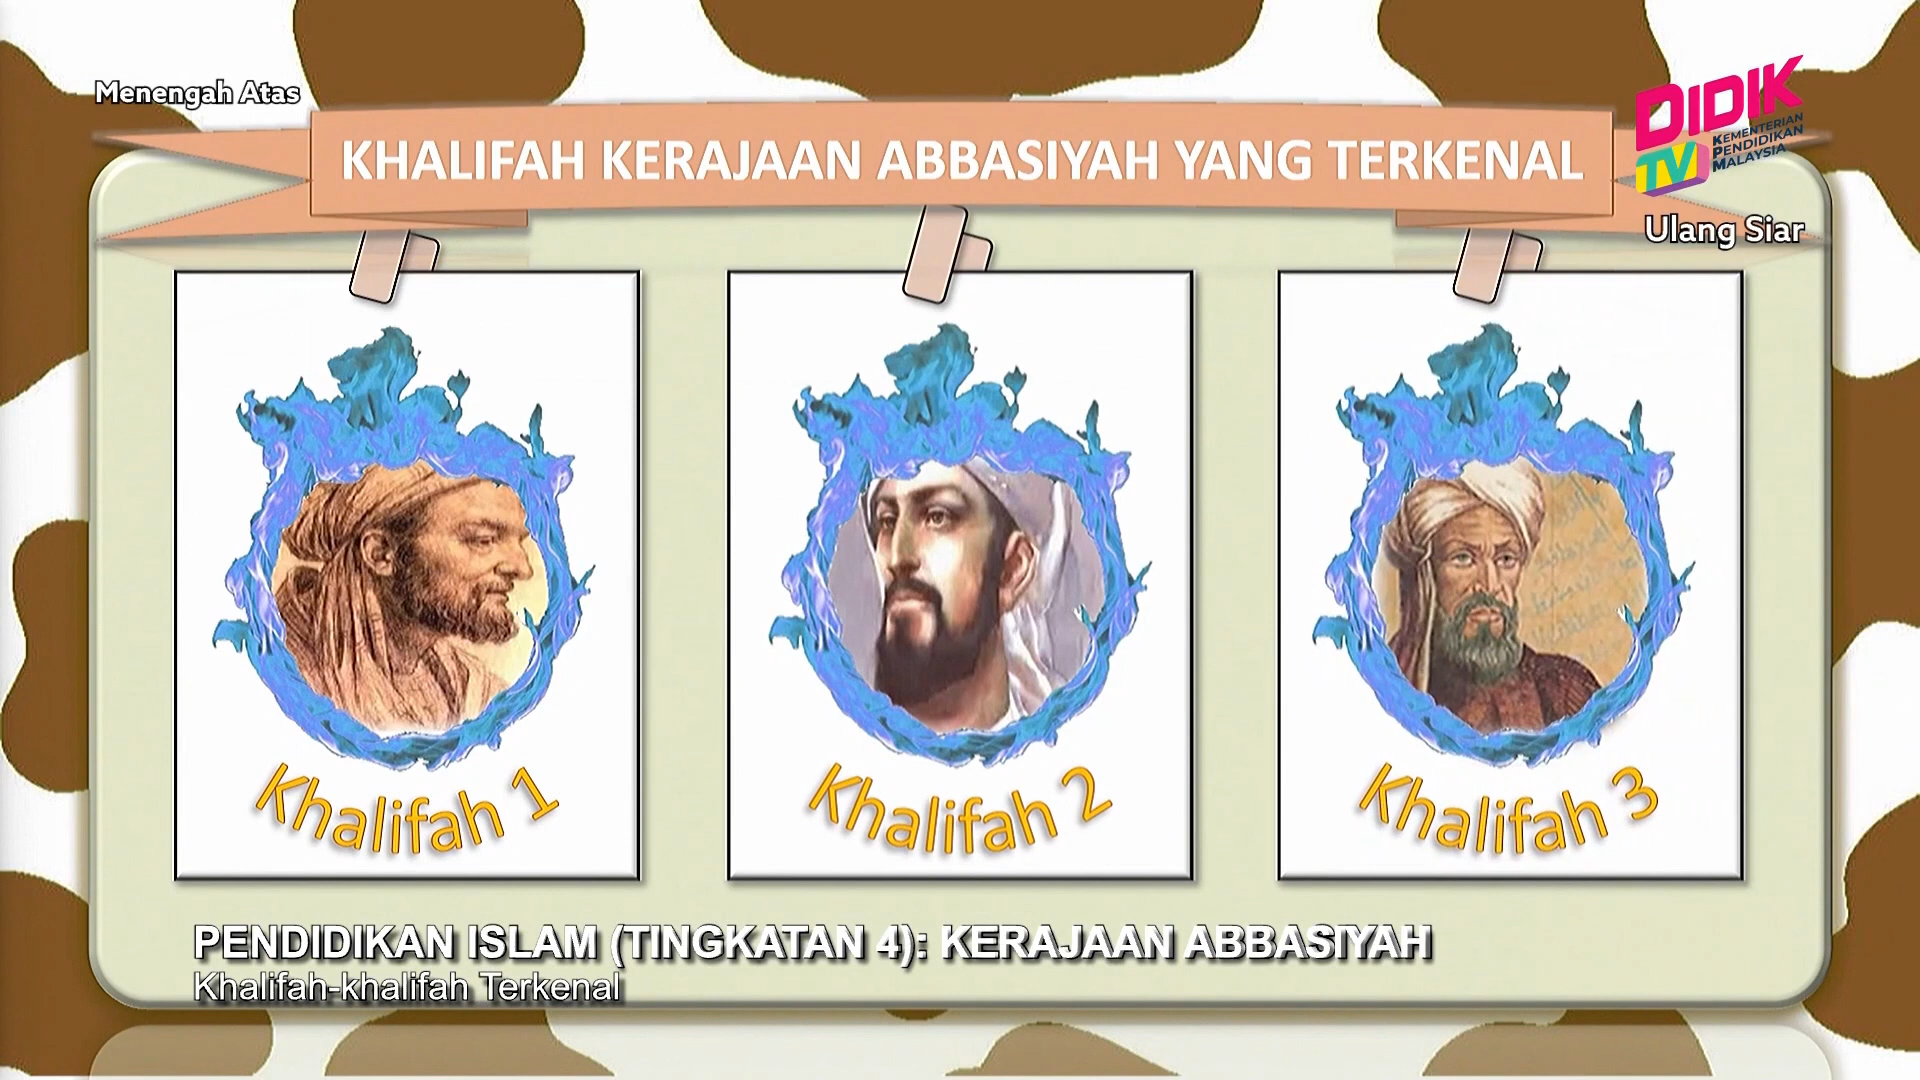 Menengah Atas
KHALIFAH KERAJAAN ABBASIYAH YANG TERKENAL
DIDIK
TV
KEMENTERIAN
PENDIDIKAN
MALAYSIA
Ulang Siar
Khalifah 1
Khalifah 2
Khalifah 3
PENDIDIKAN ISLAM (TINGKATAN 4): KERAJAAN ABBASIYAH
Khalifah-khalifah Terkenal